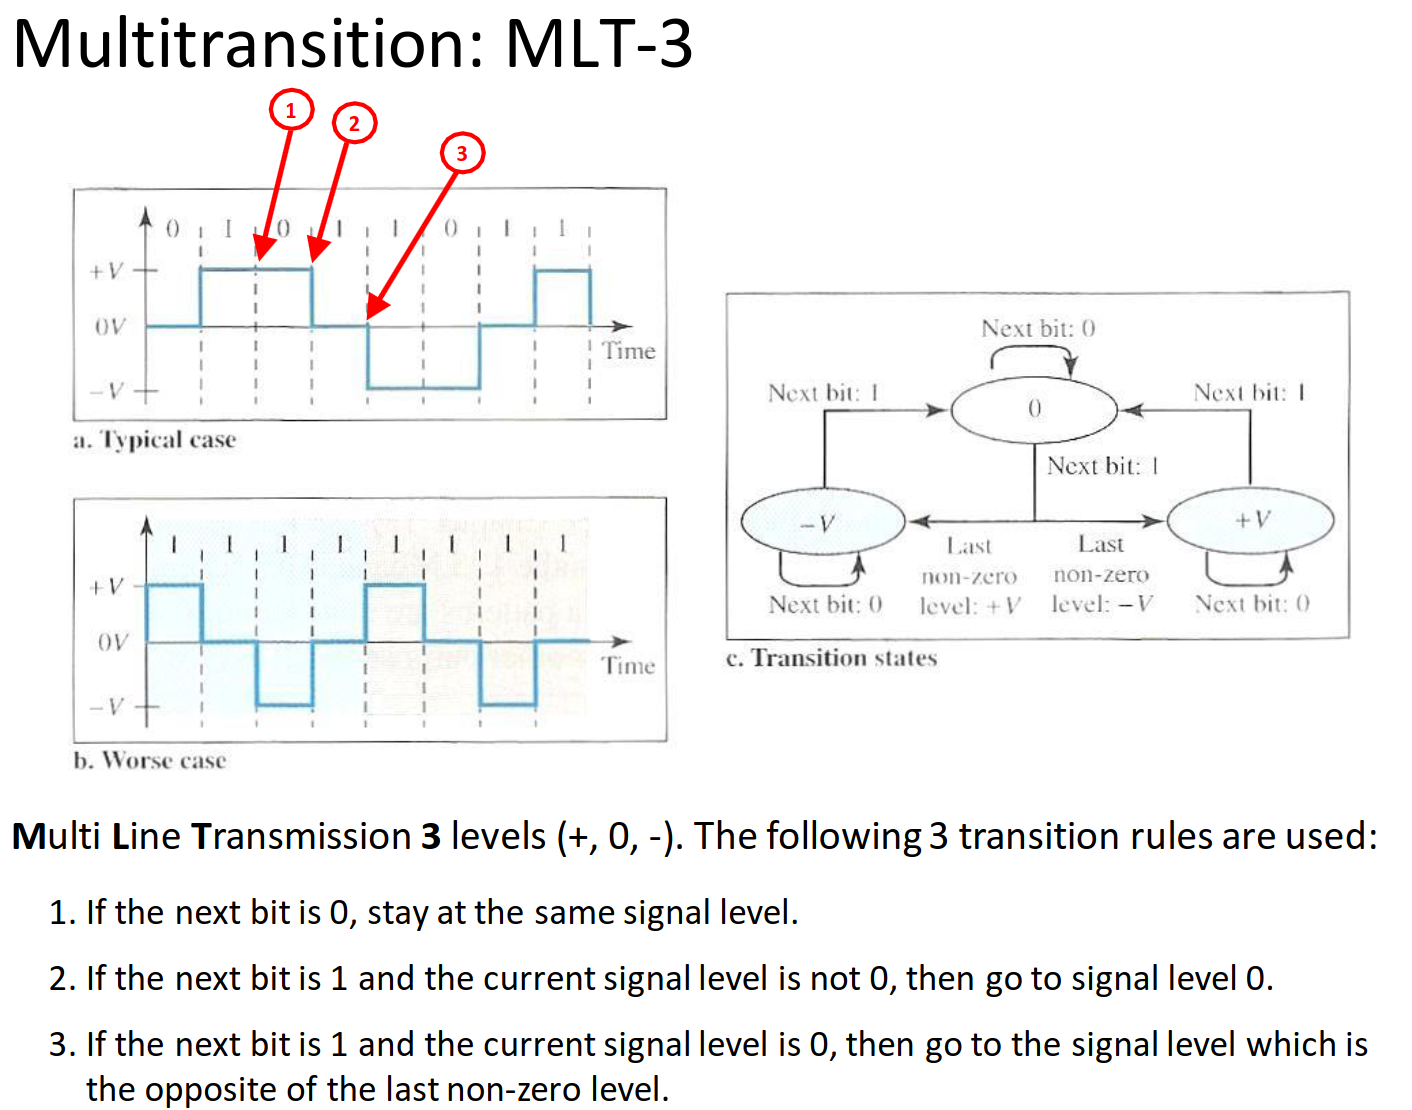 Multitransition: MLT-3
1
2
3
0 1 0 1 1 0 1 1
+V
0V
Time
−V
a. Typical case
1 1 1 1 1 1 1 1
+V
0V
Time
−V
b. Worse case
Next bit: 0
Next bit: 1
Next bit: 1
0
Next bit: 1
−V
+V
Last
non-zero
level: +V
Last
non-zero
level: −V
Next bit: 0
Next bit: 0
c. Transition states
Multi Line Transmission 3 levels (+, 0, -). The following 3 transition rules are used:
1. If the next bit is 0, stay at the same signal level.
2. If the next bit is 1 and the current signal level is not 0, then go to signal level 0.
3. If the next bit is 1 and the current signal level is 0, then go to the signal level which is
the opposite of the last non-zero level.